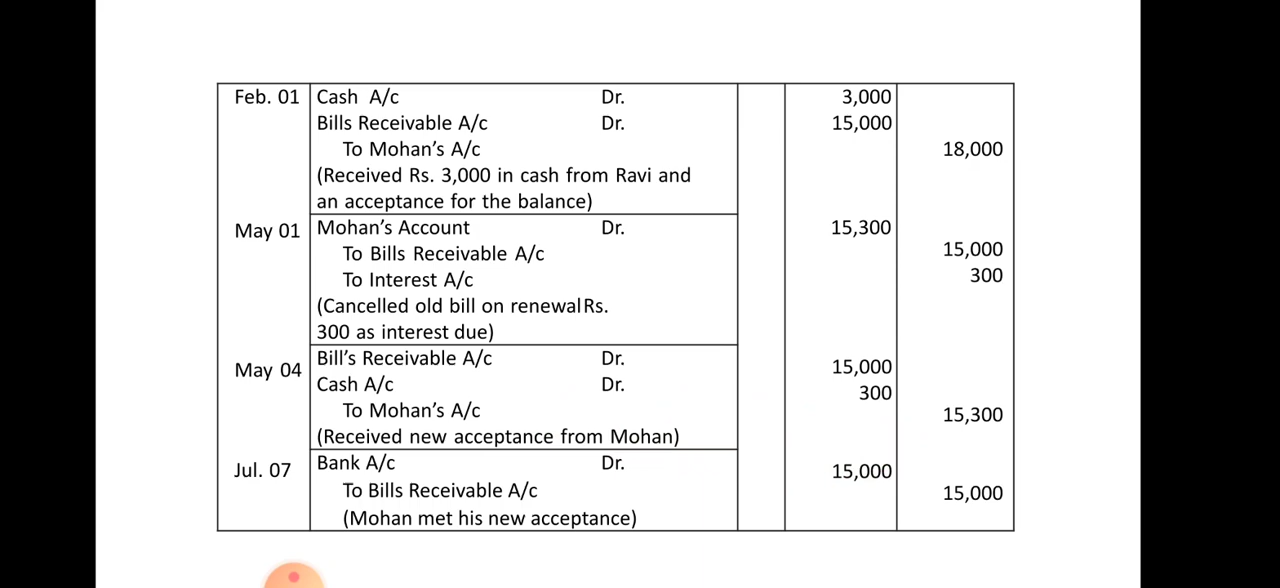 Feb. 01 Cash A/c Dr. 3,000
Bills Receivable A/c Dr. 15,000
To Mohan’s A/c 18,000
(Received Rs. 3,000 in cash from Ravi and
an acceptance for the balance)
May 01 Mohan’s Account Dr. 15,300
To Bills Receivable A/c 15,000
To Interest A/c 300
(Cancelled old bill on renewalRs.
300 as interest due)
May 04 Bill’s Receivable A/c Dr. 15,000
Cash A/c Dr. 300
To Mohan’s A/c 15,300
(Received new acceptance from Mohan)
Jul. 07 Bank A/c Dr. 15,000
To Bills Receivable A/c 15,000
(Mohan met his new acceptance)